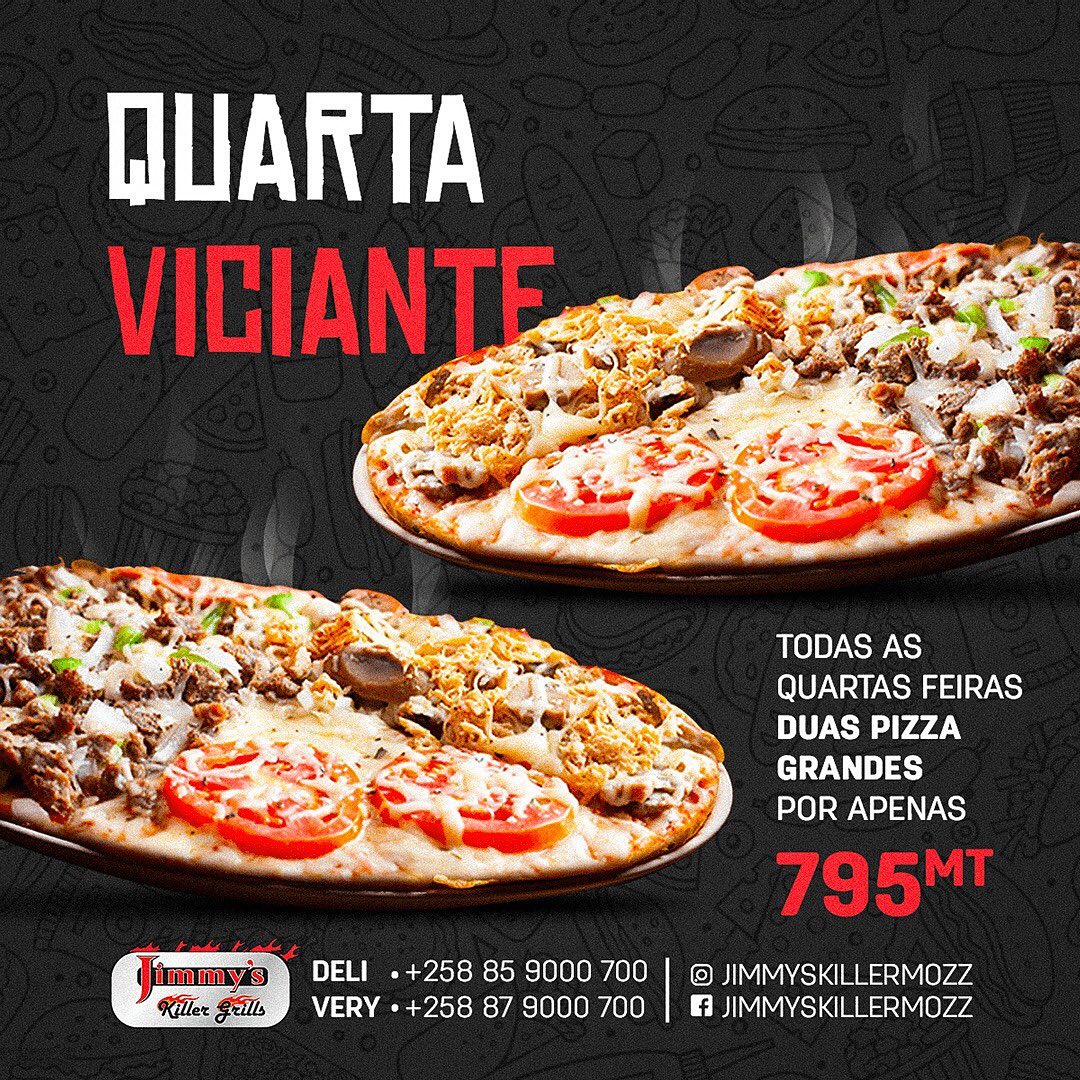 QUARTA
VICIANTE
TODAS AS
QUARTAS FEIRAS
DUAS PIZZA
GRANDES
POR APENAS
795MT
Jimmy's
Killer Grills
DELI • +258 85 9000 700
VERY • +258 87 9000 700
JIMMYSKILLERMOZZ
JIMMYSKILLERMOZZ